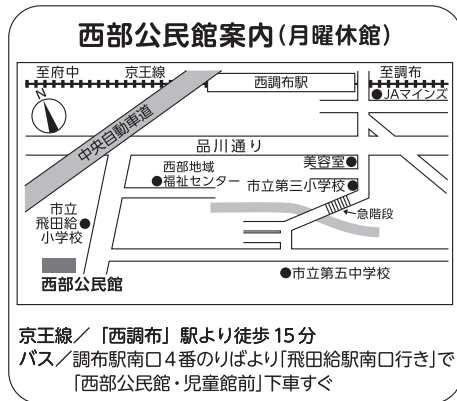 西部公民館案内(月曜休館)
至府中
京王線
西調布駅
至調布
●JAマインズ
N
中央自動車道
品川通り
美容室●
西部地域
●福祉センター
市立第三小学校●
急階段
市立
飛田給●
小学校
西部公民館
●市立第五中学校
京王線/「西調布」駅より徒歩15分
バス/調布駅南口4番のりばより「飛田給駅南口行き」で
「西部公民館・児童館前」下車すぐ